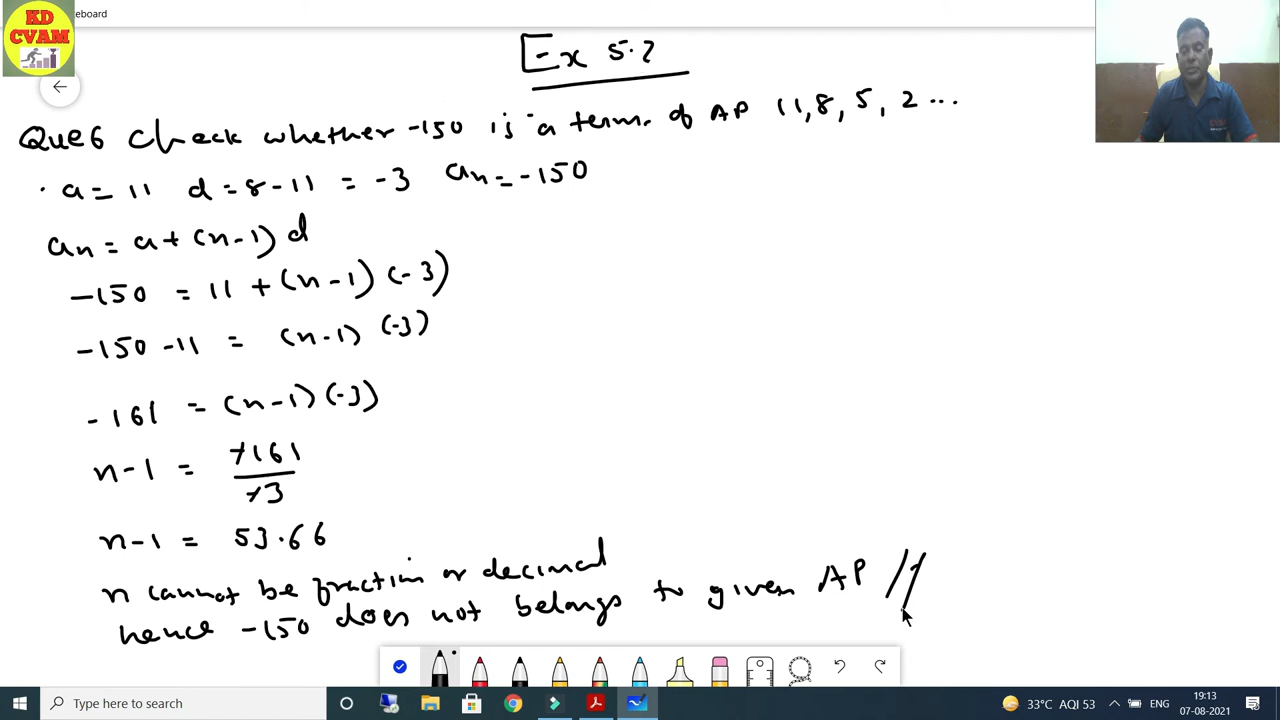 KD
CVAM
eboard
Ex 5.2
Que6 Check whether -150 is a term. of AP 11, 8, 5, 2 ...
a = 11 d = 8 - 11 = -3 an = -150
an = a + (n-1) d
-150 = 11 + (n-1) (-3)
-150 -11 = (n-1) (-3)
-161 = (n-1) (-3)
n-1 = -161
-3
n-1 = 53.66
n cannot be fraction or decimal
hence -150 does not belongs to given AP //
Type here to search
33°C AQI 53
ENG
19:13
07-08-2021